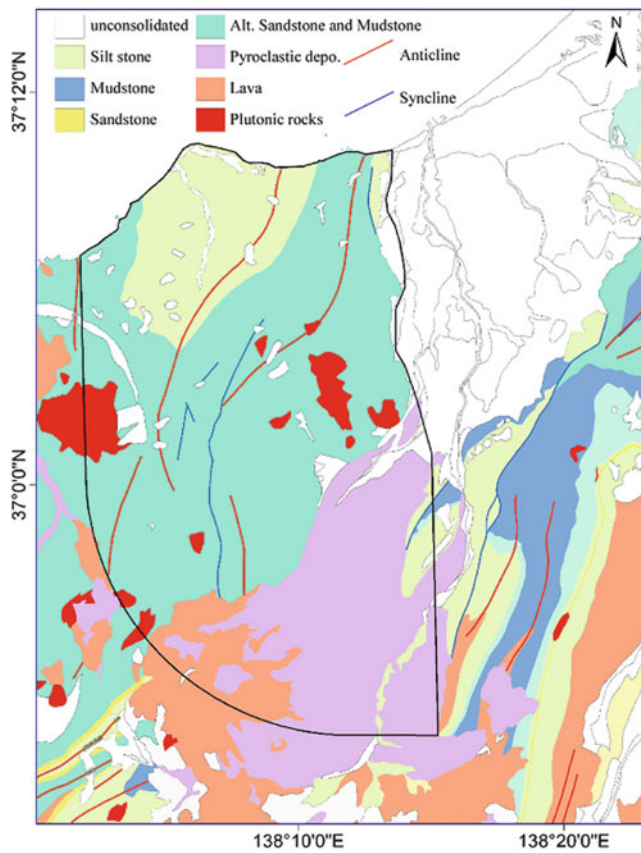 unconsolidated
Alt. Sandstone and Mudstone
N
Silt stone
Pyroclastic depo.
Anticline
Mudstone
Lava
Syncline
Sandstone
Plutonic rocks
37°12'0"N
37°0'0"N
138°10'0"E
138°20'0"E